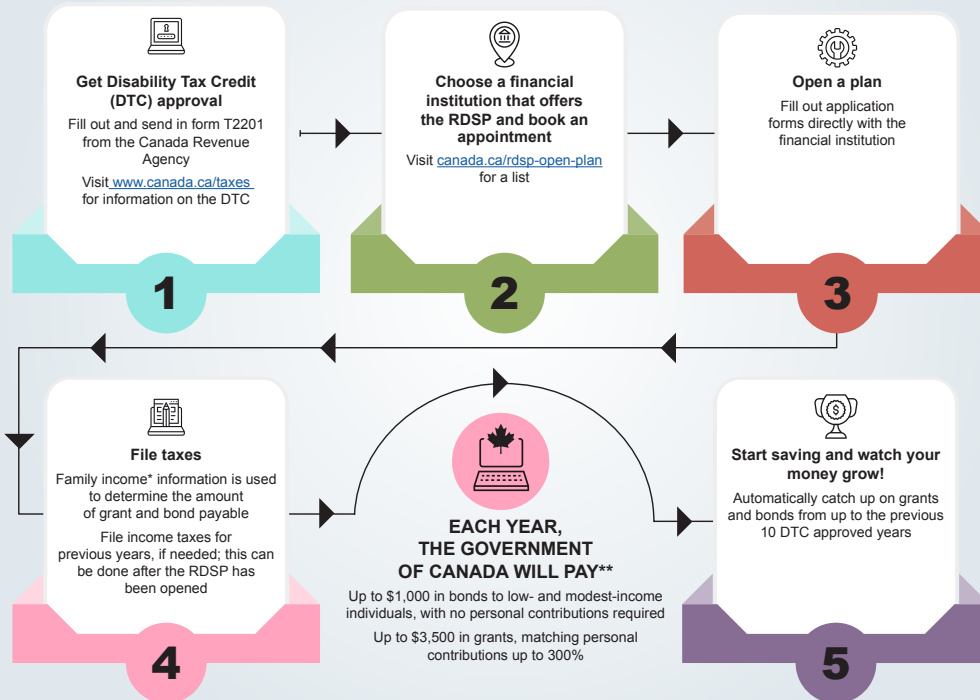 Get Disability Tax Credit
(DTC) approval
Fill out and send in form T2201
from the Canada Revenue
Agency
Visit www.canada.ca/taxes
for information on the DTC
1
Choose a financial
institution that offers
the RDSP and book an
appointment
Visit canada.ca/rdsp-open-plan
for a list
2
Open a plan
Fill out application
forms directly with the
financial institution
3
File taxes
Family income* information is used
to determine the amount
of grant and bond payable
File income taxes for
previous years, if needed; this can
be done after the RDSP has
been opened
4
EACH YEAR,
THE GOVERNMENT
OF CANADA WILL PAY**
Up to $1,000 in bonds to low- and modest-income
individuals, with no personal contributions required
Up to $3,500 in grants, matching personal
contributions up to 300%
$
Start saving and watch your
money grow!
Automatically catch up on grants
and bonds from up to the previous
10 DTC approved years
5